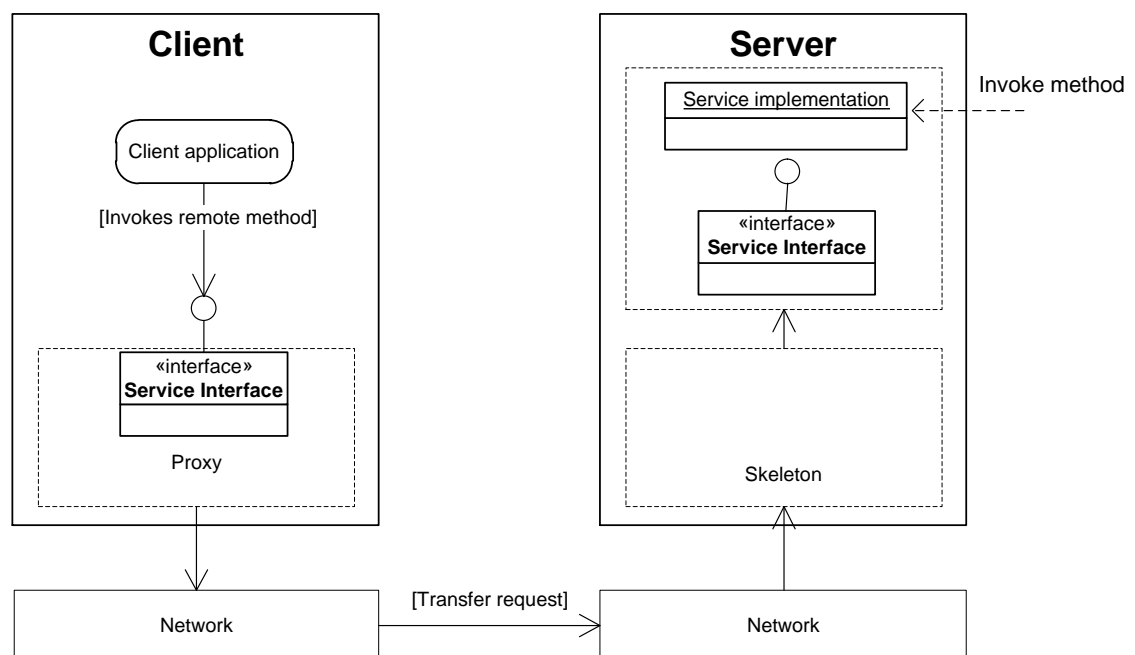 Client
Client application
[Invokes remote method]
«interface»
Service Interface
Proxy
Network
[Transfer request]
Server
Service implementation
Invoke method
«interface»
Service Interface
Skeleton
Network